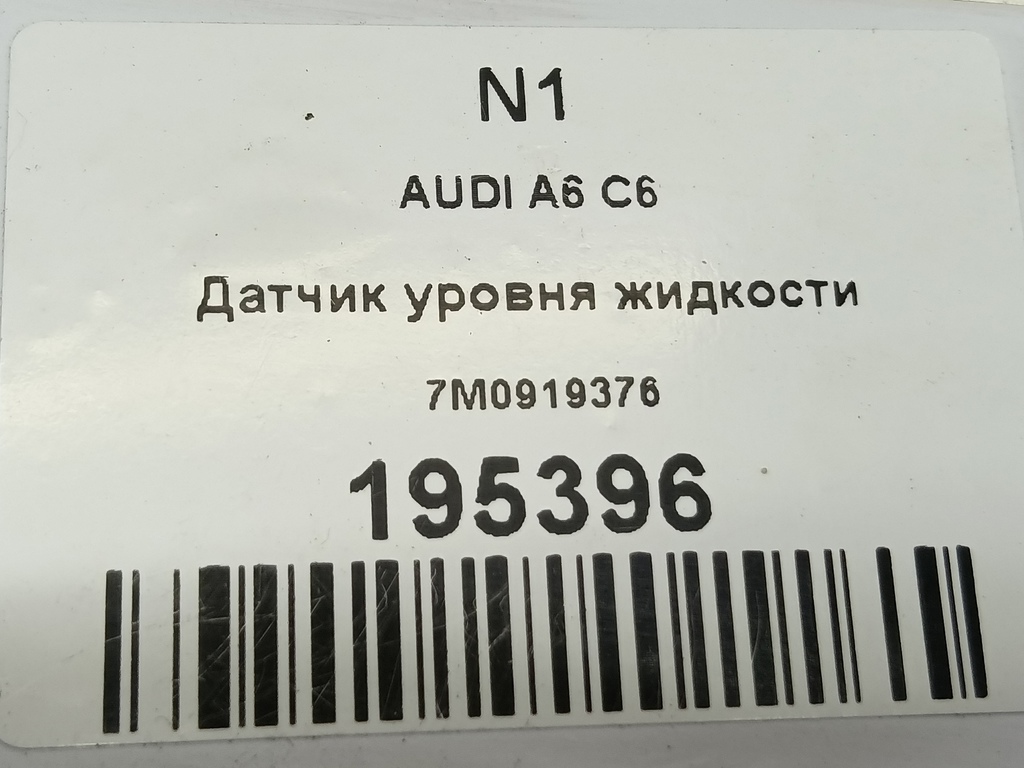 N1
AUDI A6 C6
Датчик уровня жидкости
7M0919376
195396